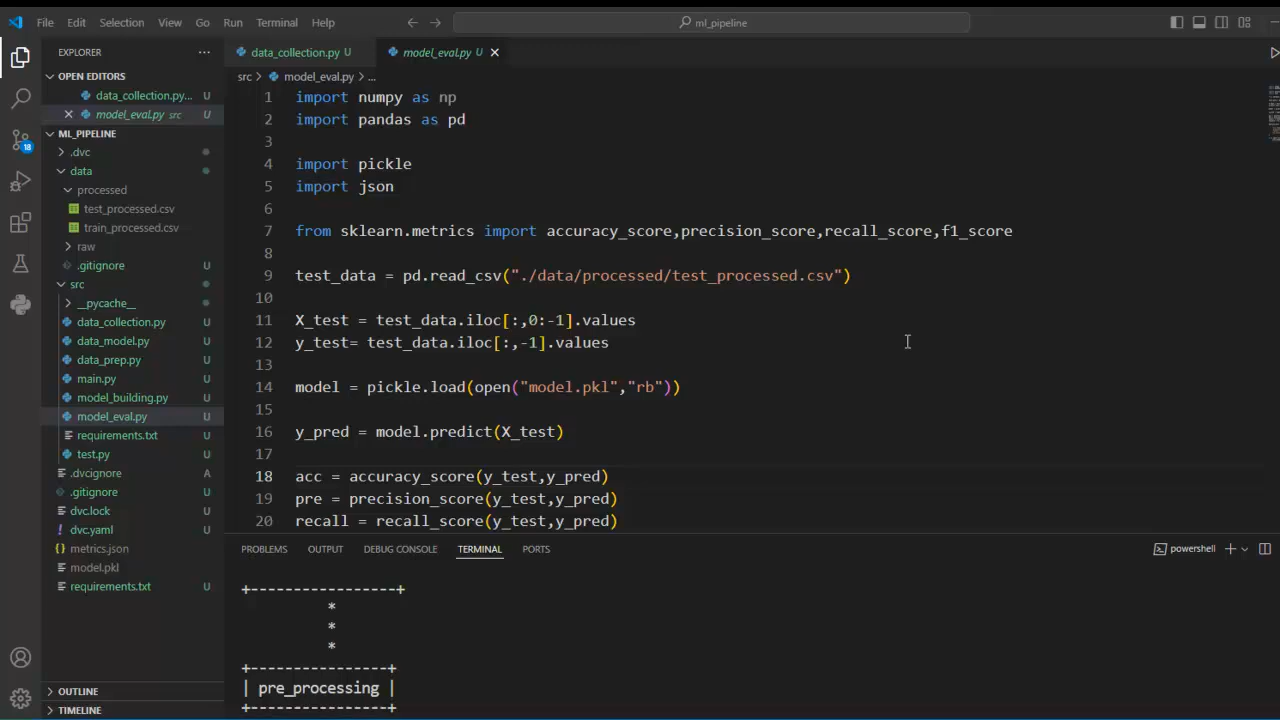 File Edit Selection View Go Run Terminal Help
ml_pipeline
EXPLORER
OPEN EDITORS
data_collection.py... U
model_eval.py src U
ML_PIPELINE
.dvc
data
processed
test_processed.csv
train_processed.csv
raw
.gitignore U
src
__pycache__
data_collection.py U
data_model.py U
data_prep.py U
main.py U
model_building.py U
model_eval.py U
requirements.txt U
test.py U
.dvcignore A
.gitignore U
dvc.lock U
dvc.yaml U
metrics.json
model.pkl
requirements.txt U
OUTLINE
TIMELINE
18
data_collection.py U
model_eval.py U
src > model_eval.py > ...
1 import numpy as np
2 import pandas as pd
3
4 import pickle
5 import json
6
7 from sklearn.metrics import accuracy_score,precision_score,recall_score,f1_score
8
9 test_data = pd.read_csv("./data/processed/test_processed.csv")
10
11 X_test = test_data.iloc[:,0:-1].values
12 y_test= test_data.iloc[:,-1].values
13
14 model = pickle.load(open("model.pkl","rb"))
15
16 y_pred = model.predict(X_test)
17
18 acc = accuracy_score(y_test,y_pred)
19 pre = precision_score(y_test,y_pred)
20 recall = recall_score(y_test,y_pred)
PROBLEMS OUTPUT DEBUG CONSOLE TERMINAL PORTS
powershell
+-----------------+
*
*
*
+----------------+
| pre_processing |
+----------------+